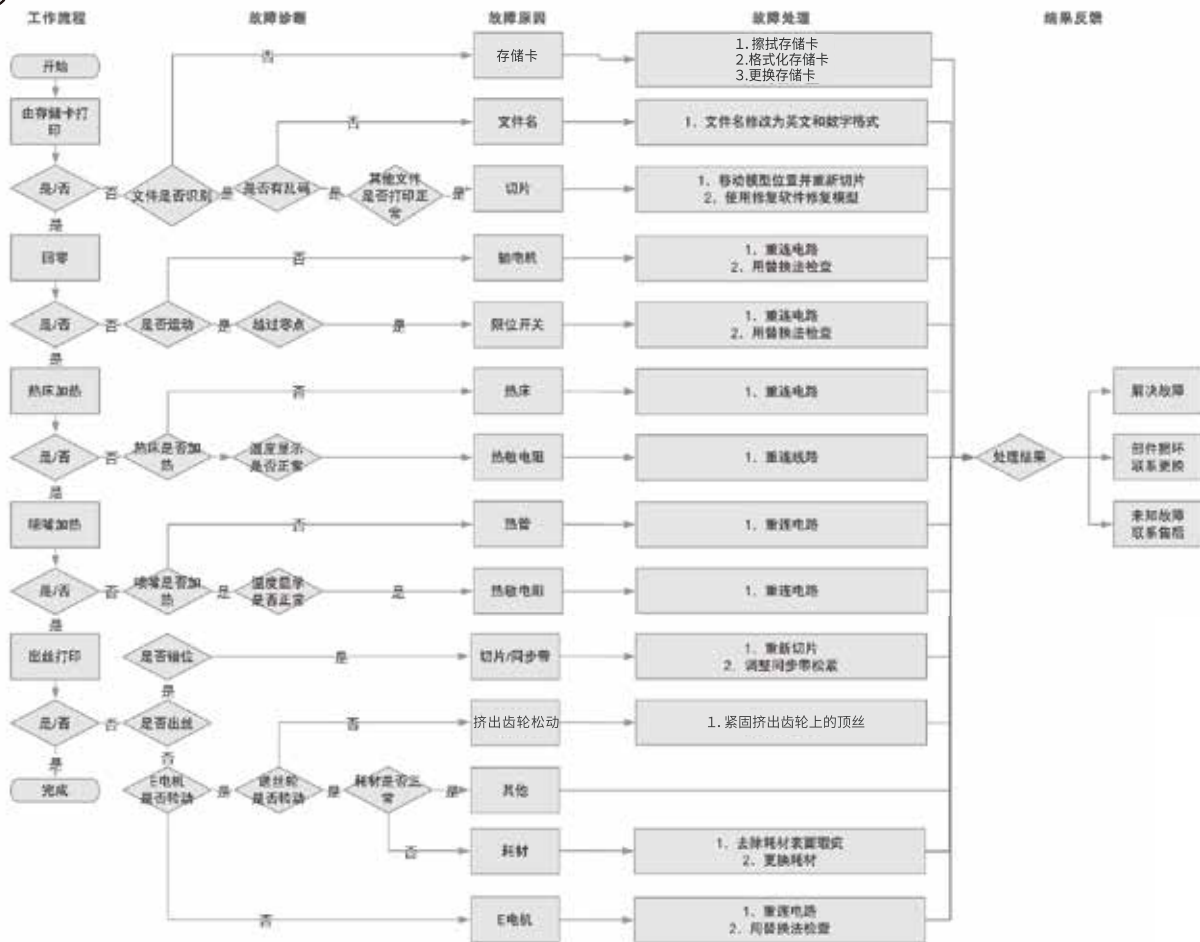 工作流程
故障诊断
故障原因
故障处理
结果反馈
开始
否
存储卡
1.擦拭存储卡
2.格式化存储卡
3.更换存储卡
由存储卡打
印
否
文件名
1、文件名修改为英文和数字格式
是/否
否
文件是否识别
是
是否有乱码
是
其他文件
是否打印正
常
是
切片
1、移动模型位置并重新切片
2、使用修复软件修复模型
是
回零
否
轴电机
1、重连电路
2、用替换法检查
是/否
否
是否运动
是
越过零点
是
限位开关
1、重连电路
2、用替换法检查
是
热床加热
否
热床
1、重连电路
解决故障
是/否
否
热床是否加
热
温度显示
是否正常
热敏电阻
1、重连线路
处理结果
部件损坏
联系更换
是
喷嘴加热
否
热管
1、重连电路
未知故障
联系售后
是/否
否
喷嘴是否加
热
是
温度显示
是否正常
是
热敏电阻
1、重连电路
是
出丝打印
是否错位
是
切片/同步带
1、重新切片
2、调整同步带松紧
是
是/否
否
是否出丝
否
挤出齿轮松动
1.紧固挤出齿轮上的顶丝
是
否
完成
E电机
是否转动
是
送丝轮
是否转动
是
耗材是否正
常
是
其他
否
耗材
1、去除耗材表面瑕疵
2、更换耗材
否
E电机
1、重连电路
2、用替换法检查